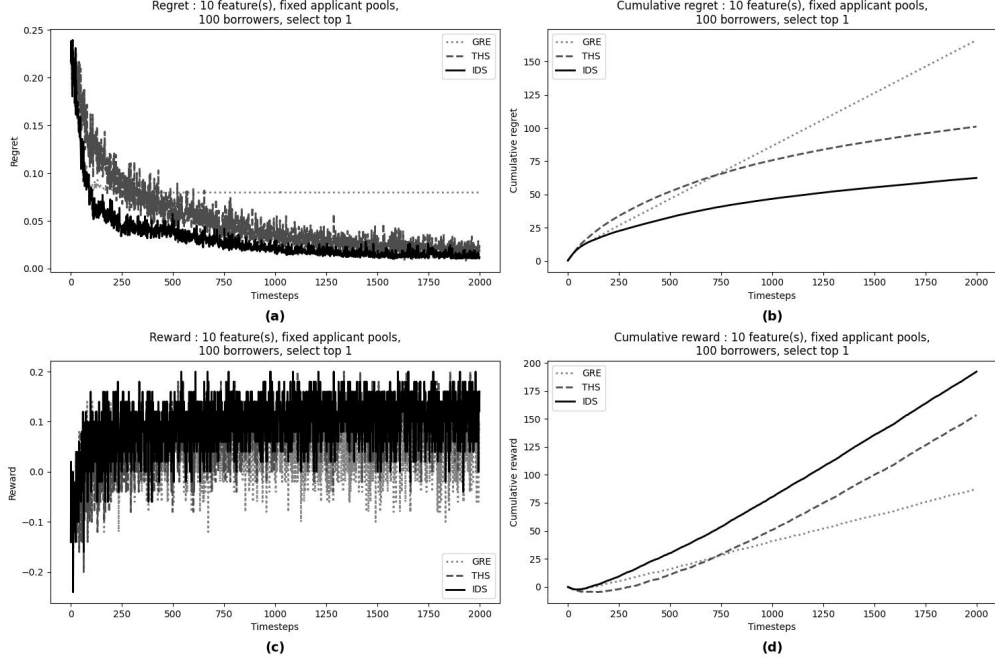 Regret : 10 feature(s), fixed applicant pools,
100 borrowers, select top 1
0.25
0.20
0.15
0.10
0.05
0.00
Regret
GRE
THS
IDS
0 250 500 750 1000 1250 1500 1750 2000
Timesteps
(a)
Cumulative regret : 10 feature(s), fixed applicant pools,
100 borrowers, select top 1
150
125
100
75
50
25
0
Cumulative regret
GRE
THS
IDS
0 250 500 750 1000 1250 1500 1750 2000
Timesteps
(b)
Reward : 10 feature(s), fixed applicant pools,
100 borrowers, select top 1
0.2
0.1
0.0
−0.1
−0.2
Reward
GRE
THS
IDS
0 250 500 750 1000 1250 1500 1750 2000
Timesteps
(c)
Cumulative reward : 10 feature(s), fixed applicant pools,
100 borrowers, select top 1
200
175
150
125
100
75
50
25
0
Cumulative reward
GRE
THS
IDS
0 250 500 750 1000 1250 1500 1750 2000
Timesteps
(d)